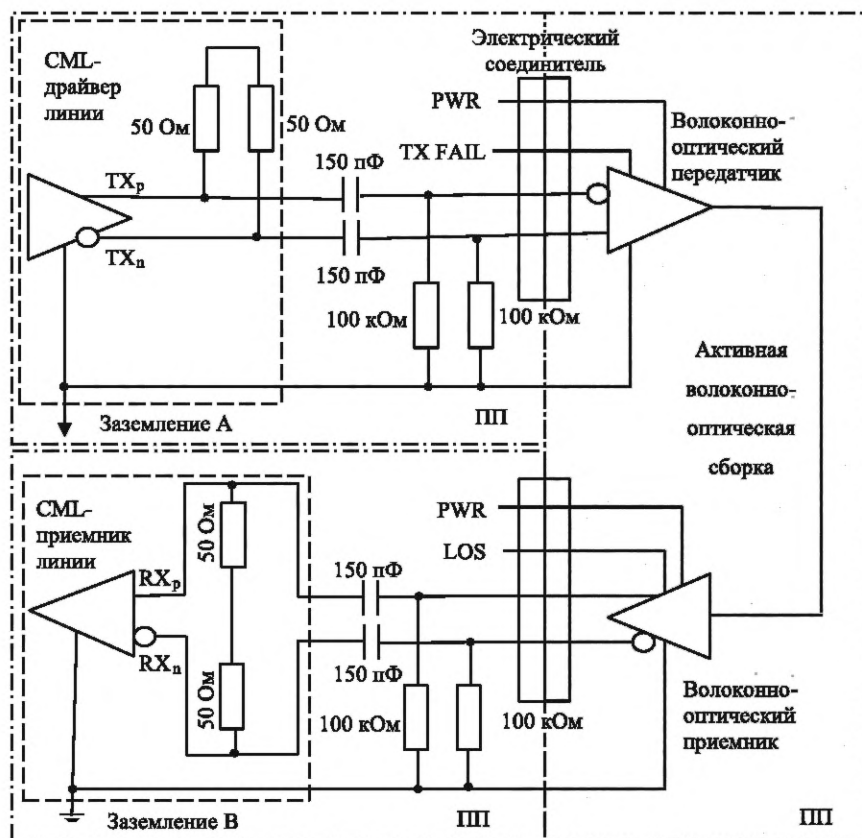 Электрический
соединитель
CML-
драйвер
линии
50 Ом
50 Ом
PWR
Волоконно-
оптический
передатчик
TX FAIL
150 пФ
TXp
TXn
150 пФ
100 кОм
100 кОм
Активная
волоконно-
оптическая
сборка
Заземление А
ПП
CML-
приемник
линии
50 Ом
PWR
LOS
150 пФ
RXp
RXn
150 пФ
50 Ом
100 кОм
100 кОм
Волоконно-
оптический
приемник
Заземление В
ПП
ПП